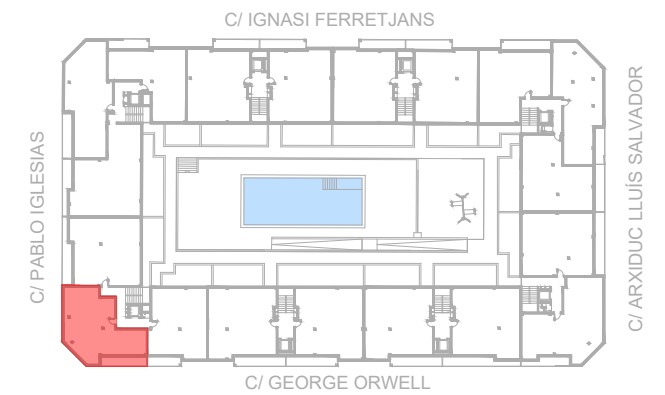 C/ IGNASI FERRETJANS
C/ PABLO IGLESIAS
C/ ARXIDUC LLUÍS SALVADOR
C/ GEORGE ORWELL